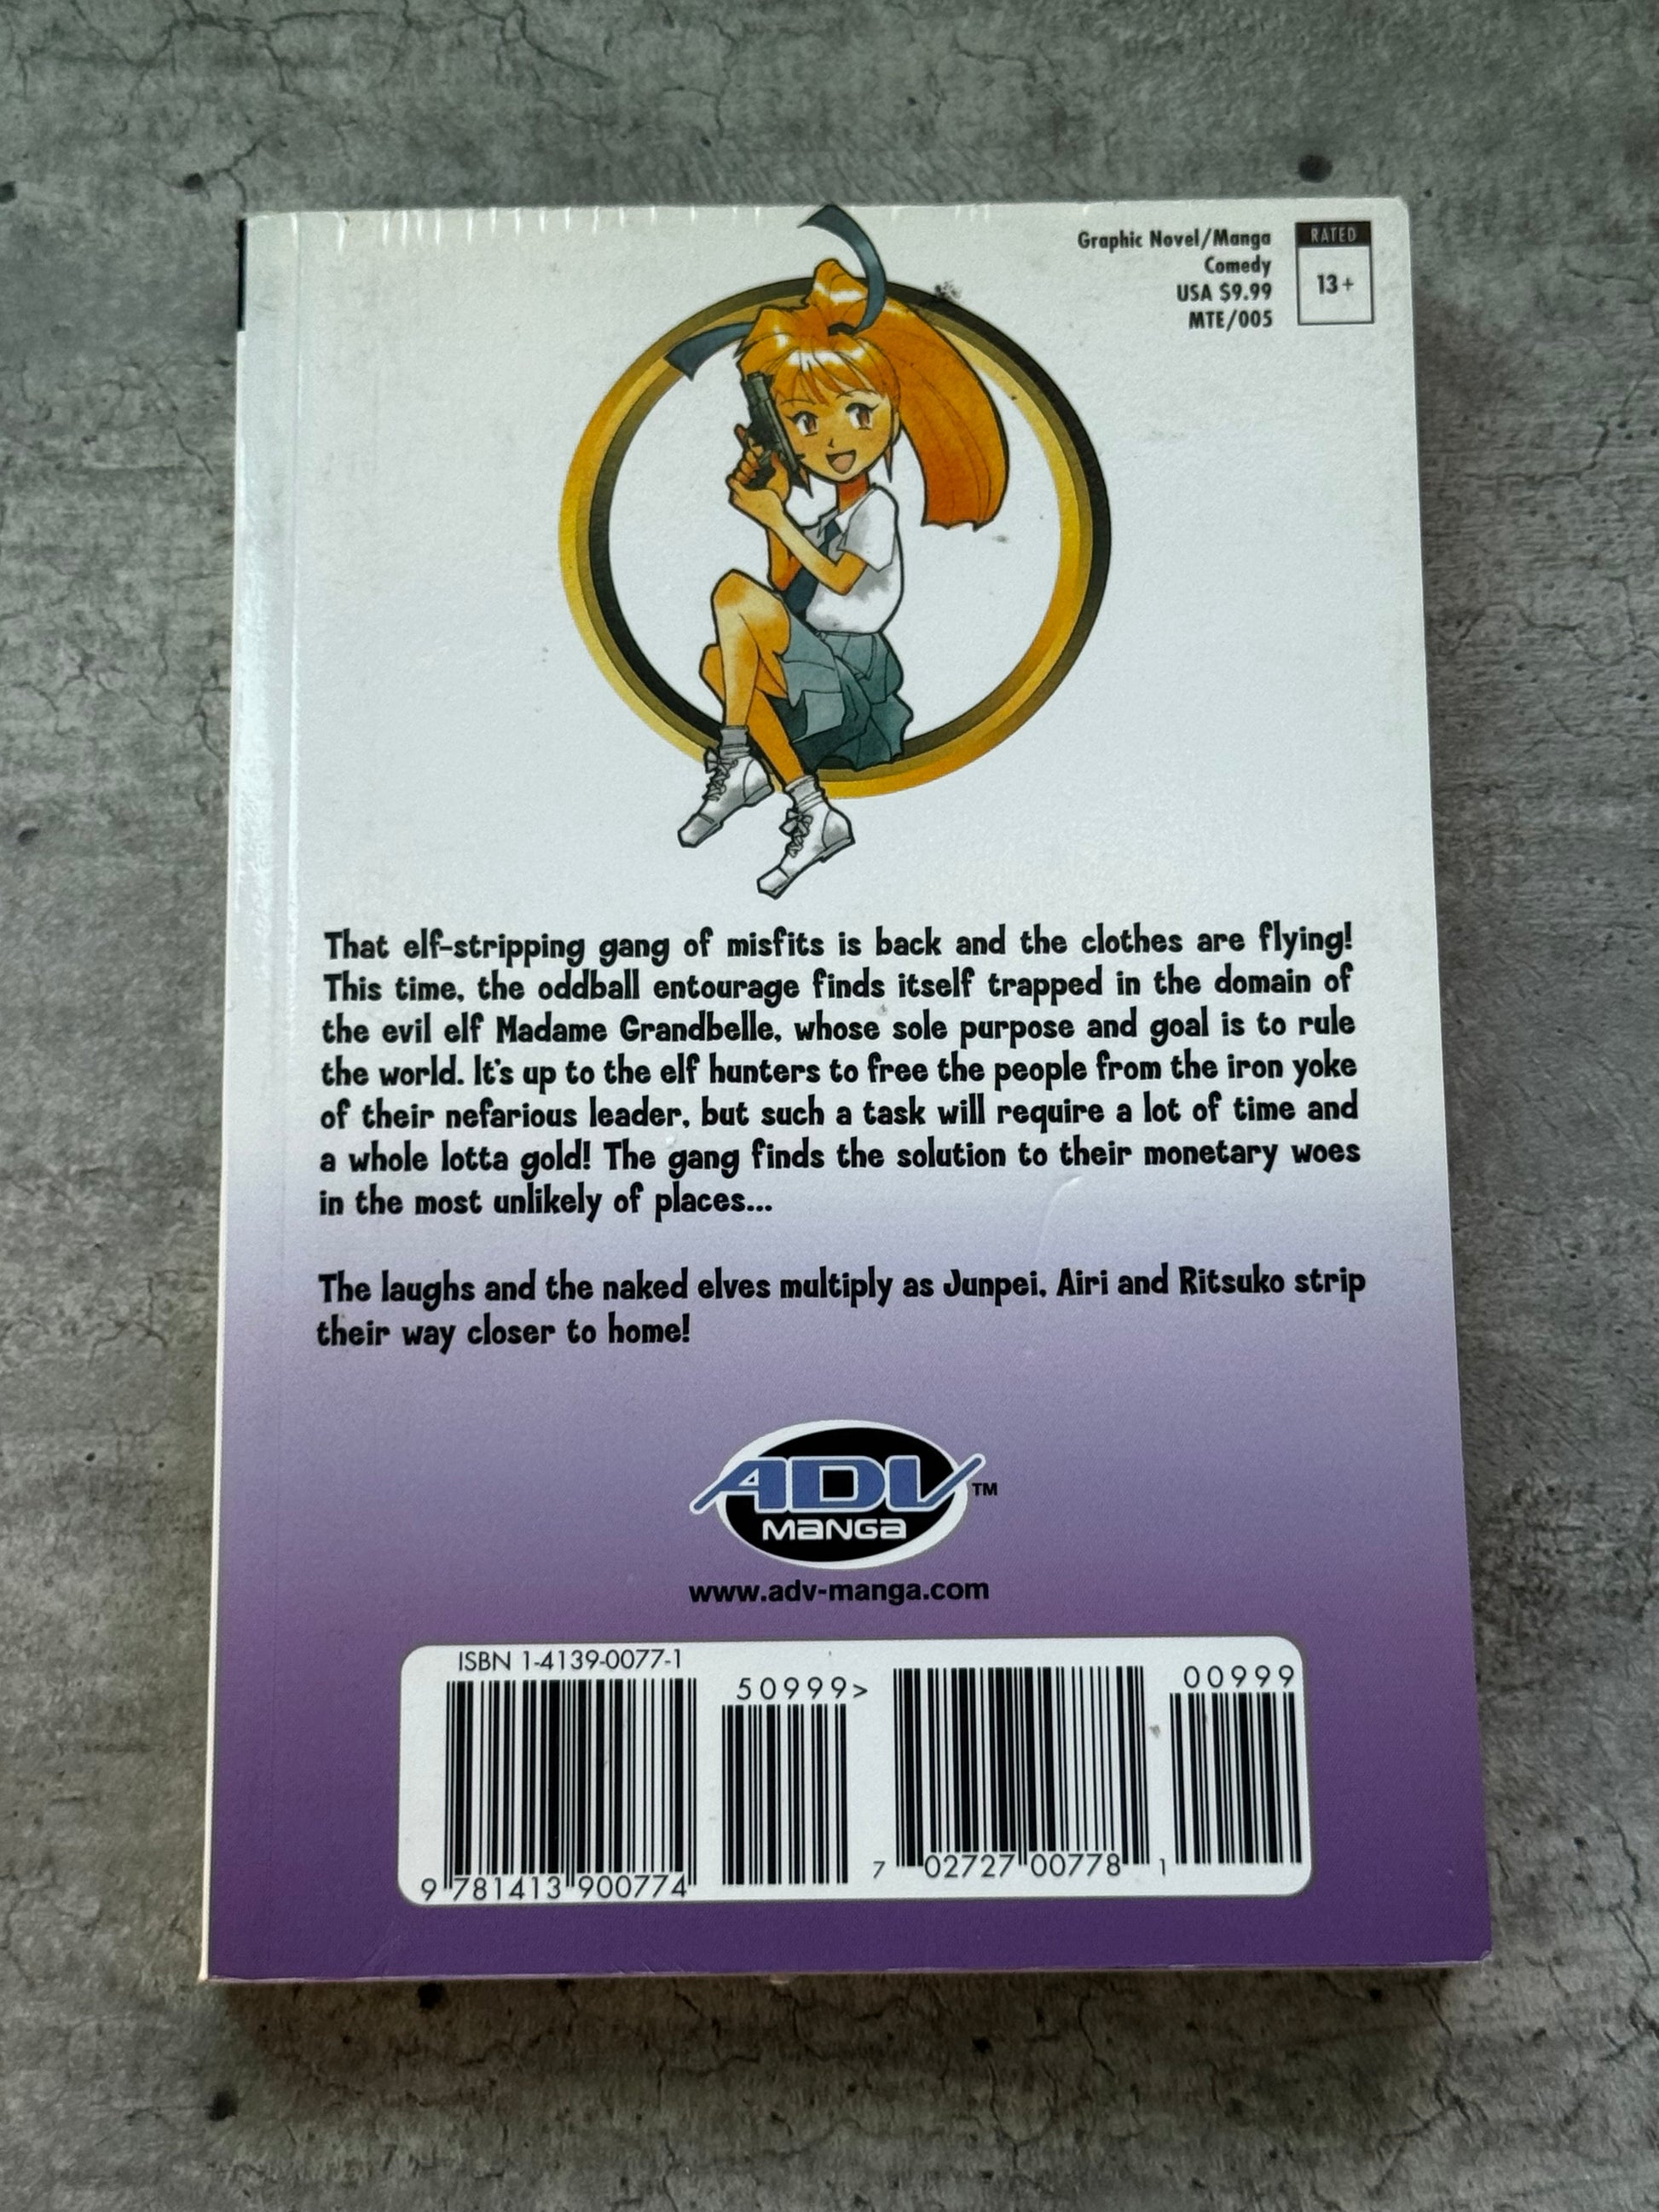 Graphic Novel/Manga
Comedy
USA $9.99
MTE/005
RATED
13+
That elf-stripping gang of misfits is back and the clothes are flying!
This time, the oddball entourage finds itself trapped in the domain of
the evil elf Madame Grandbelle, whose sole purpose and goal is to rule
the world. It's up to the elf hunters to free the people from the iron yoke
of their nefarious leader, but such a task will require a lot of time and
a whole lotta gold! The gang finds the solution to their monetary woes
in the most unlikely of places...
The laughs and the naked elves multiply as Junpei, Airi and Ritsuko strip
their way closer to home!
ADV™
MANGA
www.adv-manga.com
ISBN 1-4139-0077-1
50999>
00999
9 781413 900774
7 02727 00778 1